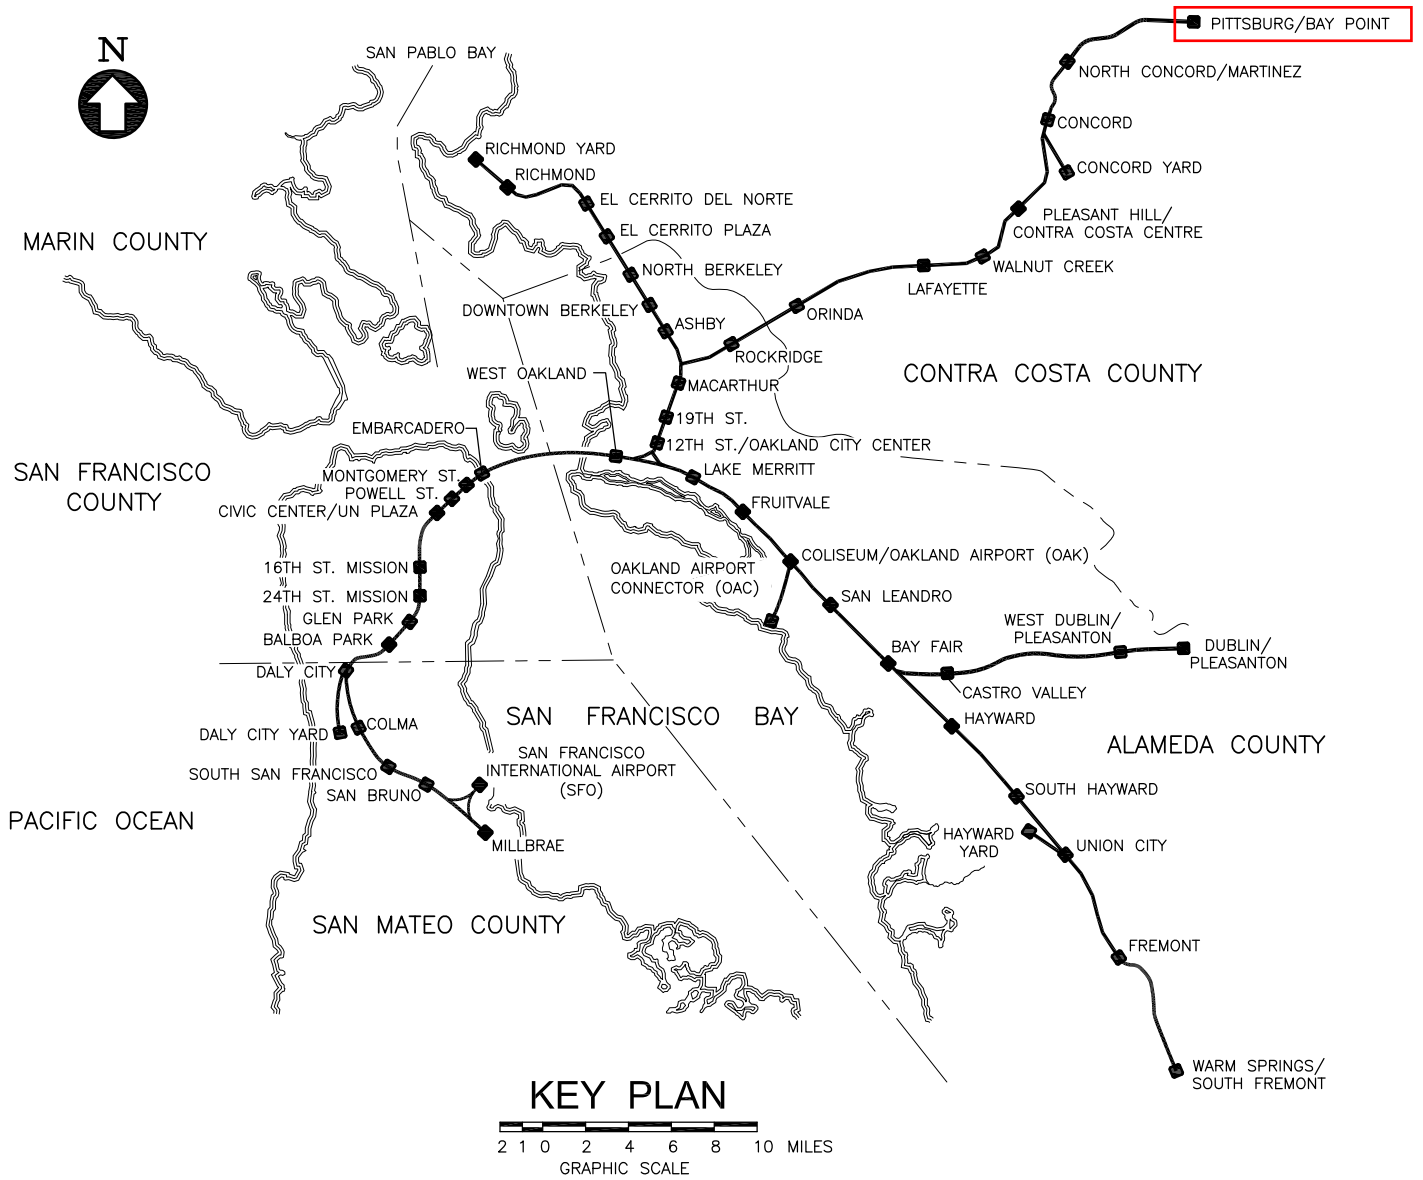 N
SAN PABLO BAY
PITTSBURG/BAY POINT
NORTH CONCORD/MARTINEZ
CONCORD
CONCORD YARD
RICHMOND YARD
RICHMOND
EL CERRITO DEL NORTE
PLEASANT HILL/
CONTRA COSTA CENTRE
EL CERRITO PLAZA
MARIN COUNTY
WALNUT CREEK
NORTH BERKELEY
LAFAYETTE
DOWNTOWN BERKELEY
ORINDA
ASHBY
ROCKRIDGE
WEST OAKLAND
CONTRA COSTA COUNTY
MACARTHUR
19TH ST.
EMBARCADERO
12TH ST./OAKLAND CITY CENTER
SAN FRANCISCO
COUNTY
MONTGOMERY ST.
LAKE MERRITT
POWELL ST.
FRUITVALE
CIVIC CENTER/UN PLAZA
COLISEUM/OAKLAND AIRPORT (OAK)
16TH ST. MISSION
OAKLAND AIRPORT
CONNECTOR (OAC)
24TH ST. MISSION
SAN LEANDRO
GLEN PARK
WEST DUBLIN/
PLEASANTON
BALBOA PARK
BAY FAIR
DUBLIN/
PLEASANTON
DALY CITY
CASTRO VALLEY
SAN FRANCISCO BAY
HAYWARD
COLMA
DALY CITY YARD
ALAMEDA COUNTY
SAN FRANCISCO
INTERNATIONAL AIRPORT
(SFO)
SOUTH SAN FRANCISCO
SAN BRUNO
SOUTH HAYWARD
PACIFIC OCEAN
HAYWARD
YARD
MILLBRAE
UNION CITY
SAN MATEO COUNTY
FREMONT
WARM SPRINGS/
SOUTH FREMONT
KEY PLAN
2 1 0 2 4 6 8 10 MILES
GRAPHIC SCALE